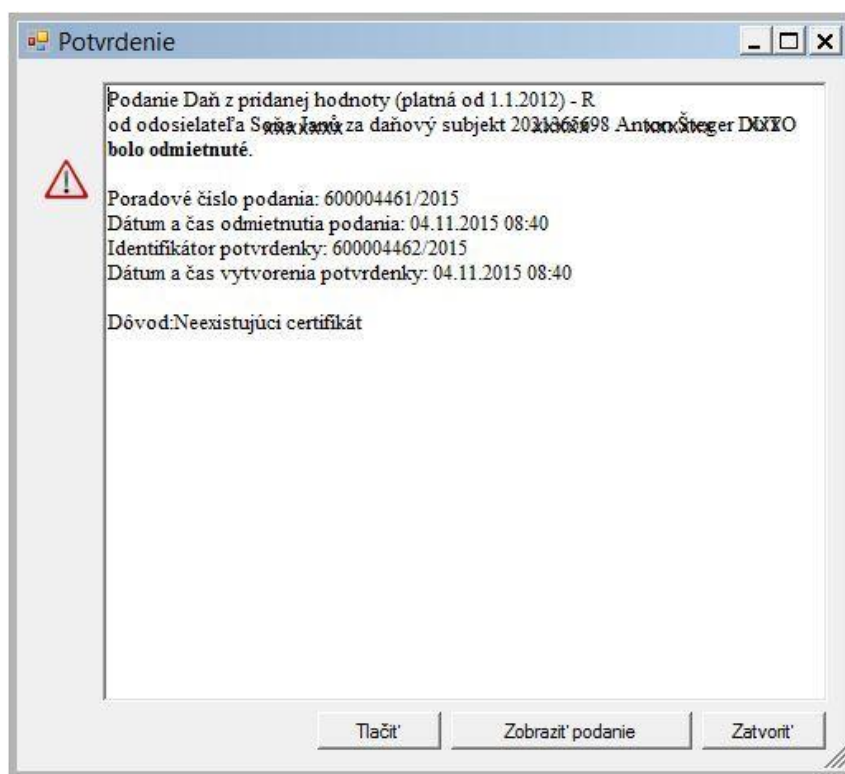 Potvrdenie
Podanie Daň z pridanej hodnoty (platná od 1.1.2012) - R
od odosielateľa za daňový subjekt
bolo odmietnuté.
Poradové číslo podania: 600004461/2015
Dátum a čas odmietnutia podania: 04.11.2015 08:40
Identifikátor potvrdenky: 600004462/2015
Dátum a čas vytvorenia potvrdenky: 04.11.2015 08:40
Dôvod:Neexistujúci certifikát
Tlačiť
Zobraziť podanie
Zatvoriť